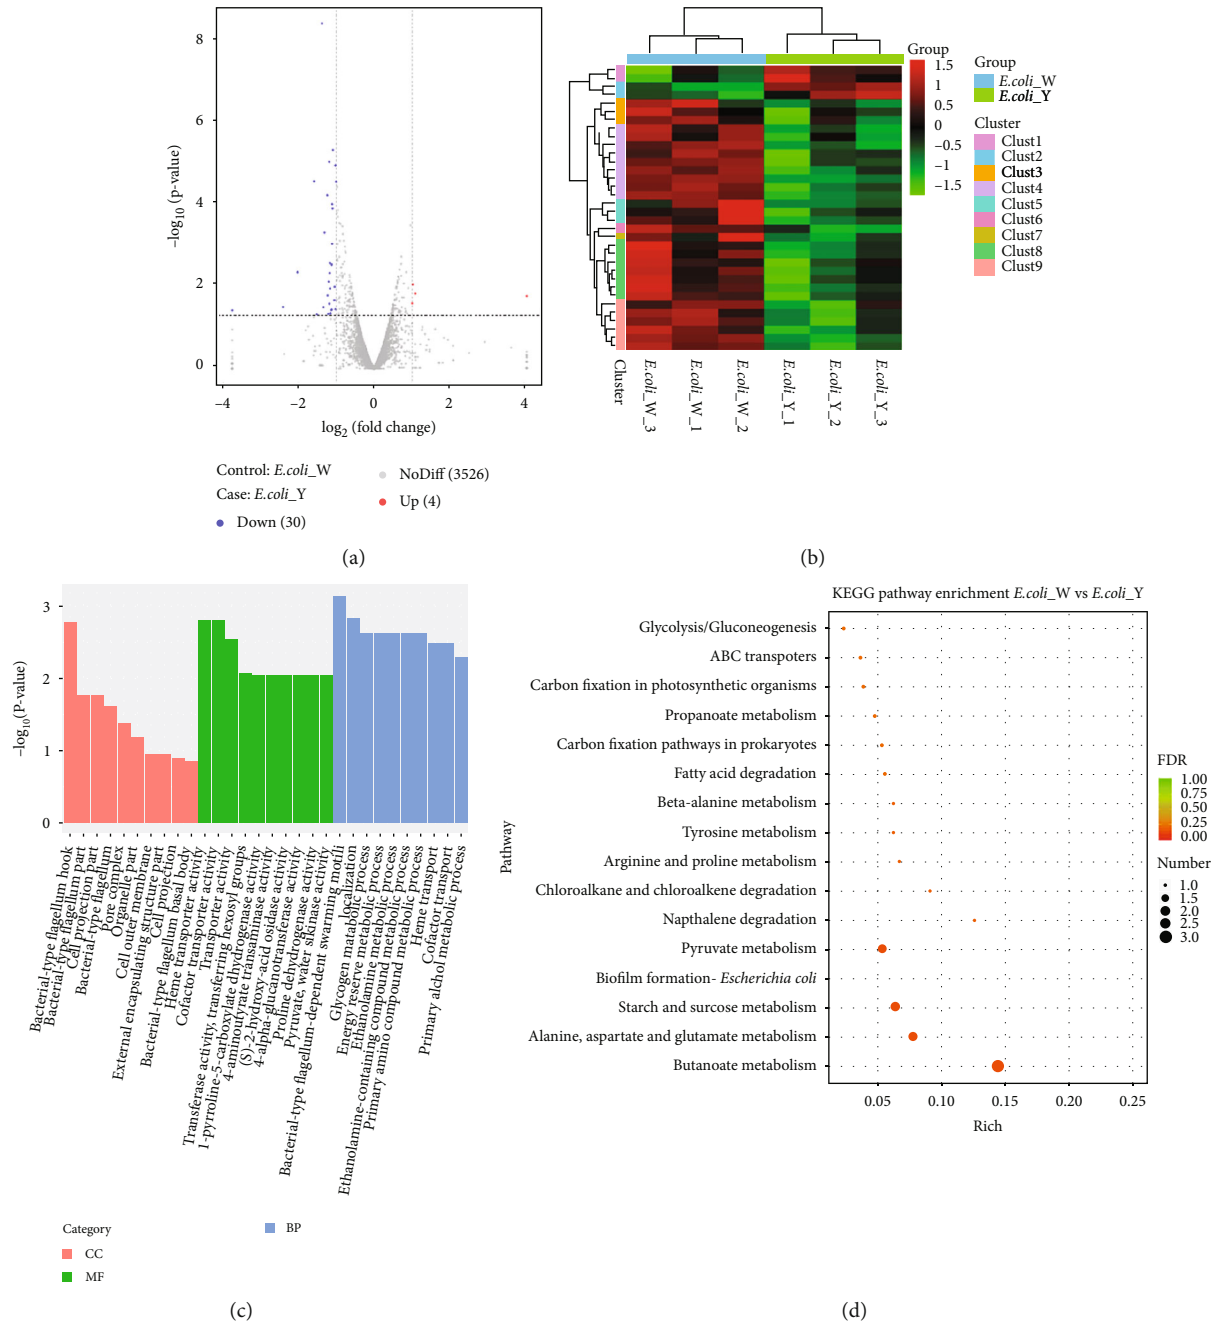 8
6
4
2
0
−log10 (p-value)
−4
−2
0
2
4
log2 (fold change)
Control: E.coli_W
Case: E.coli_Y
Down (30)
NoDiff (3526)
Up (4)
(a)
Group
1.5
1
0.5
0
−0.5
−1
−1.5
Group
E.coli_W
E.coli_Y
Cluster
Clust1
Clust2
Clust3
Clust4
Clust5
Clust6
Clust7
Clust8
Clust9
Cluster
E.coli_W_3
E.coli_W_1
E.coli_W_2
E.coli_Y_1
E.coli_Y_2
E.coli_Y_3
(b)
3
2
1
0
−log10(P-value)
Bacterial-type flagellum hook
Bacterial-type flagellum part
Cell projection part
Bacterial-type flagellum
Pore complex
Organelle part
Cell outer membrane
External encapsulating structure part
Cell projection
Bacterial-type flagellum basal body
Heme transporter activity
Cofactor transporter activity
Transporter activity
Transferase activity, transferring hexosyl groups
1-pyrroline-5-carboxylate dehydrogenase activity
4-aminoutyrate transaminase activity
(S)-2-hydroxy-acid oxidase activity
4-alpha-glucanotransferase activity
Proline dehydrogenase activity
Pyruvate, water sikinase activity
Bacterial-type flagellum-dependent swarming motili
localization
Glycogen matabolic process
Energy reserve metabolic process
Ethanolamine metabolic process
Ethanolamine-containing compound metabolic process
Primary amino compound metabolic process
Heme transport
Cofactor transport
Primary alchol metabolic process
Category
CC
MF
BP
(c)
KEGG pathway enrichment E.coli_W vs E.coli_Y
Pathway
Glycolysis/Gluconeogenesis
ABC transpoters
Carbon fixation in photosynthetic organisms
Propanoate metabolism
Carbon fixation pathways in prokaryotes
Fatty acid degradation
Beta-alanine metabolism
Tyrosine metabolism
Arginine and proline metabolism
Chloroalkane and chloroalkene degradation
Napthalene degradation
Pyruvate metabolism
Biofilm formation- Escherichia coli
Starch and surcose metabolism
Alanine, aspartate and glutamate metabolism
Butanoate metabolism
0.05
0.10
0.15
0.20
0.25
Rich
FDR
1.00
0.75
0.50
0.25
0.00
Number
1.0
1.5
2.0
2.5
3.0
(d)